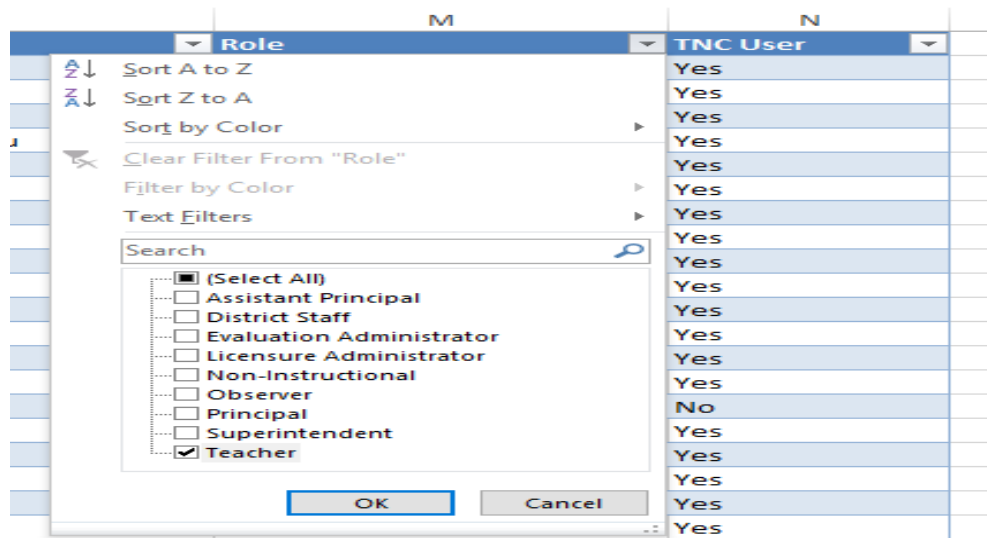 M N
Role TNC User
Sort A to Z Yes
Sort Z to A Yes
Yes
Sort by Color Yes
Clear Filter From "Role" Yes
Filter by Color Yes
Text Filters Yes
Yes
Search Yes
(Select All) Yes
Assistant Principal
District Staff Yes
Evaluation Administrator Yes
Licensure Administrator Yes
Non-Instructional Yes
Observer
Principal No
Superintendent Yes
Teacher Yes
Yes
OK Cancel Yes
Yes